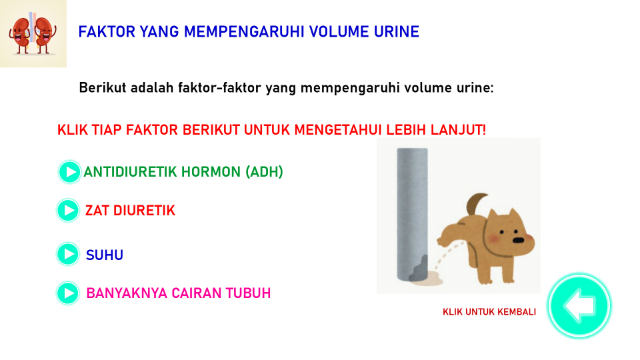 FAKTOR YANG MEMPENGARUHI VOLUME URINE
Berikut adalah faktor-faktor yang mempengaruhi volume urine:
KLIK TIAP FAKTOR BERIKUT UNTUK MENGETAHUI LEBIH LANJUT!
ANTIDIURETIK HORMON (ADH)
ZAT DIURETIK
SUHU
BANYAKNYA CAIRAN TUBUH
KLIK UNTUK KEMBALI